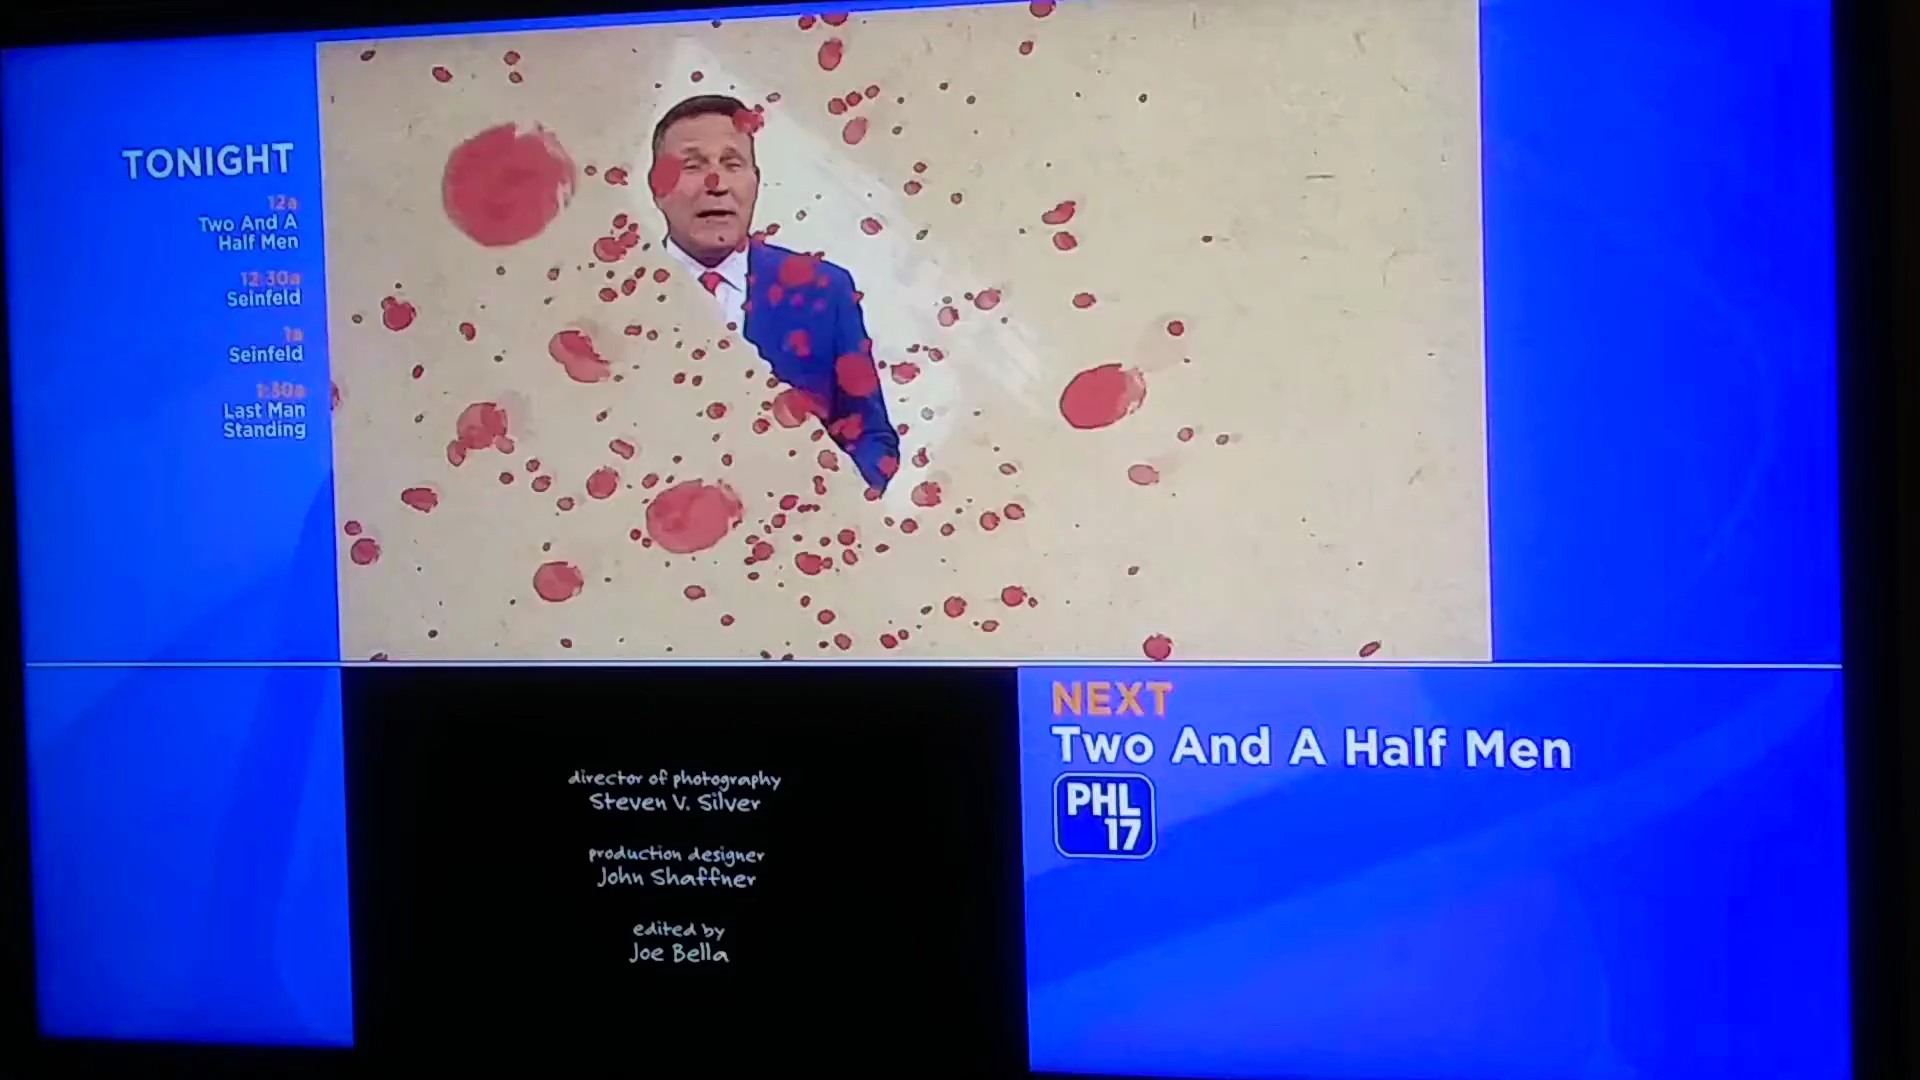 TONIGHT
12a
Two And A
Half Men
12:30a
Seinfeld
1a
Seinfeld
1:30a
Last Man
Standing
director of photography
Steven V. Silver
production designer
John Shaffner
edited by
Joe Bella
NEXT
Two And A Half Men
PHL
17